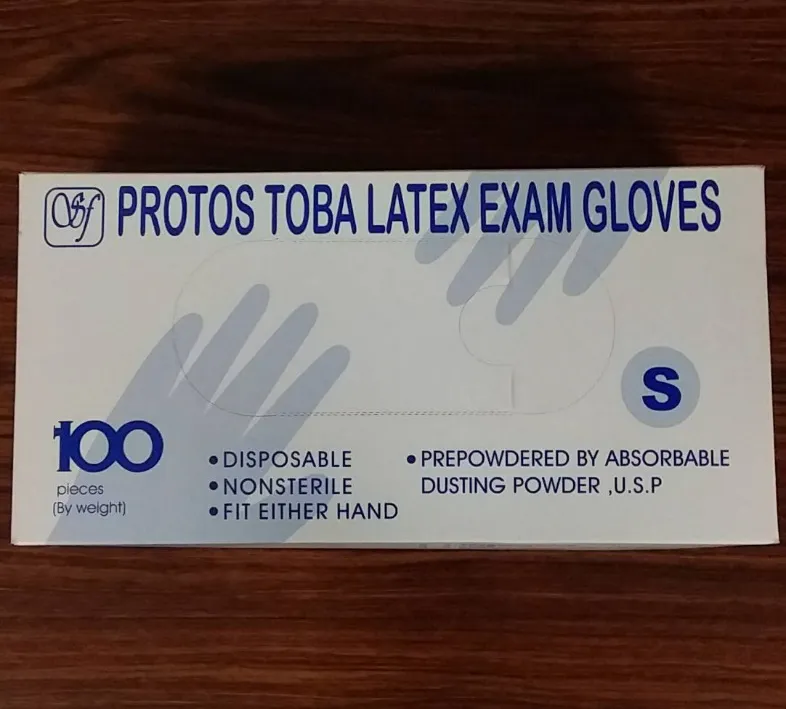 Osf PROTOS TOBA LATEX EXAM GLOVES
S
100
pieces
(By weight)
• DISPOSABLE
• NONSTERILE
• FIT EITHER HAND
• PREPOWDERED BY ABSORBABLE
DUSTING POWDER ,U.S.P